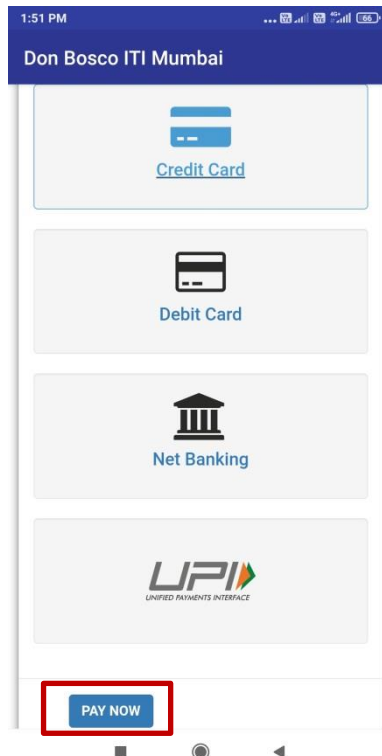 1:51 PM
66
Don Bosco ITI Mumbai
Credit Card
Debit Card
Net Banking
UPI
UNIFIED PAYMENTS INTERFACE
PAY NOW